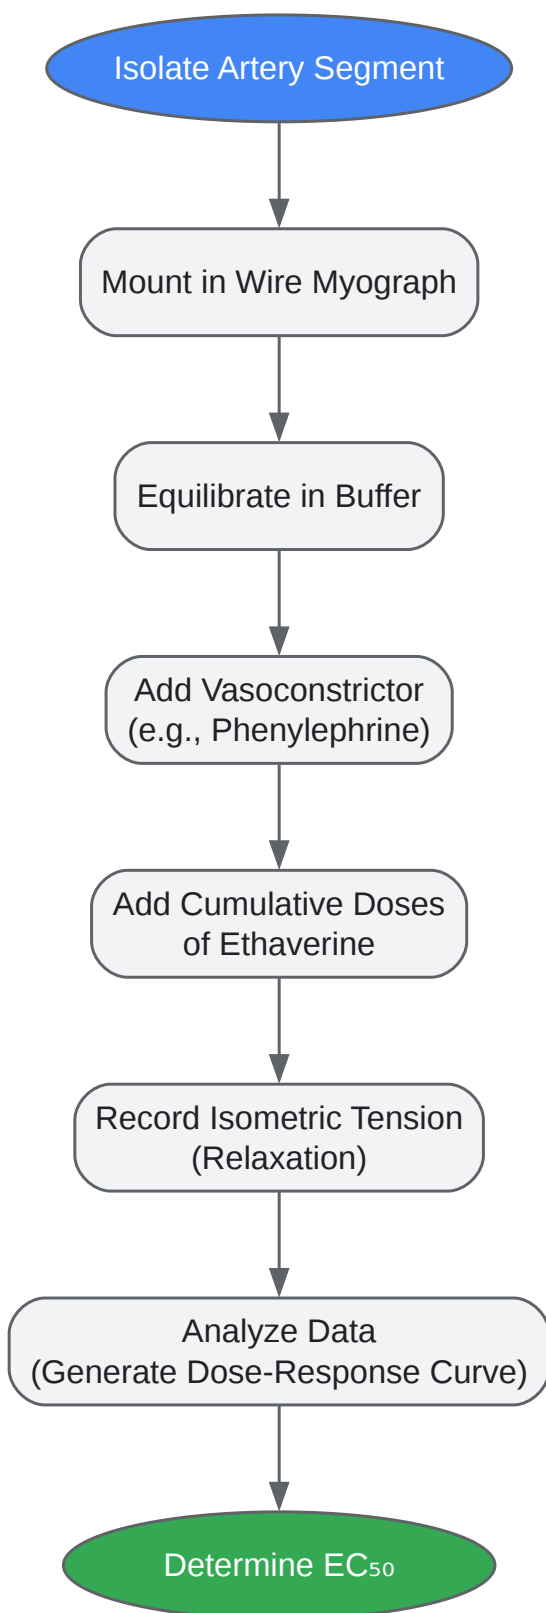 Isolate Artery Segment
Mount in Wire Myograph
Equilibrate in Buffer
Add Vasoconstrictor
(e.g., Phenylephrine)
Add Cumulative Doses
of Ethaverine
Record Isometric Tension
(Relaxation)
Analyze Data
(Generate Dose-Response Curve)
Determine EC₅₀